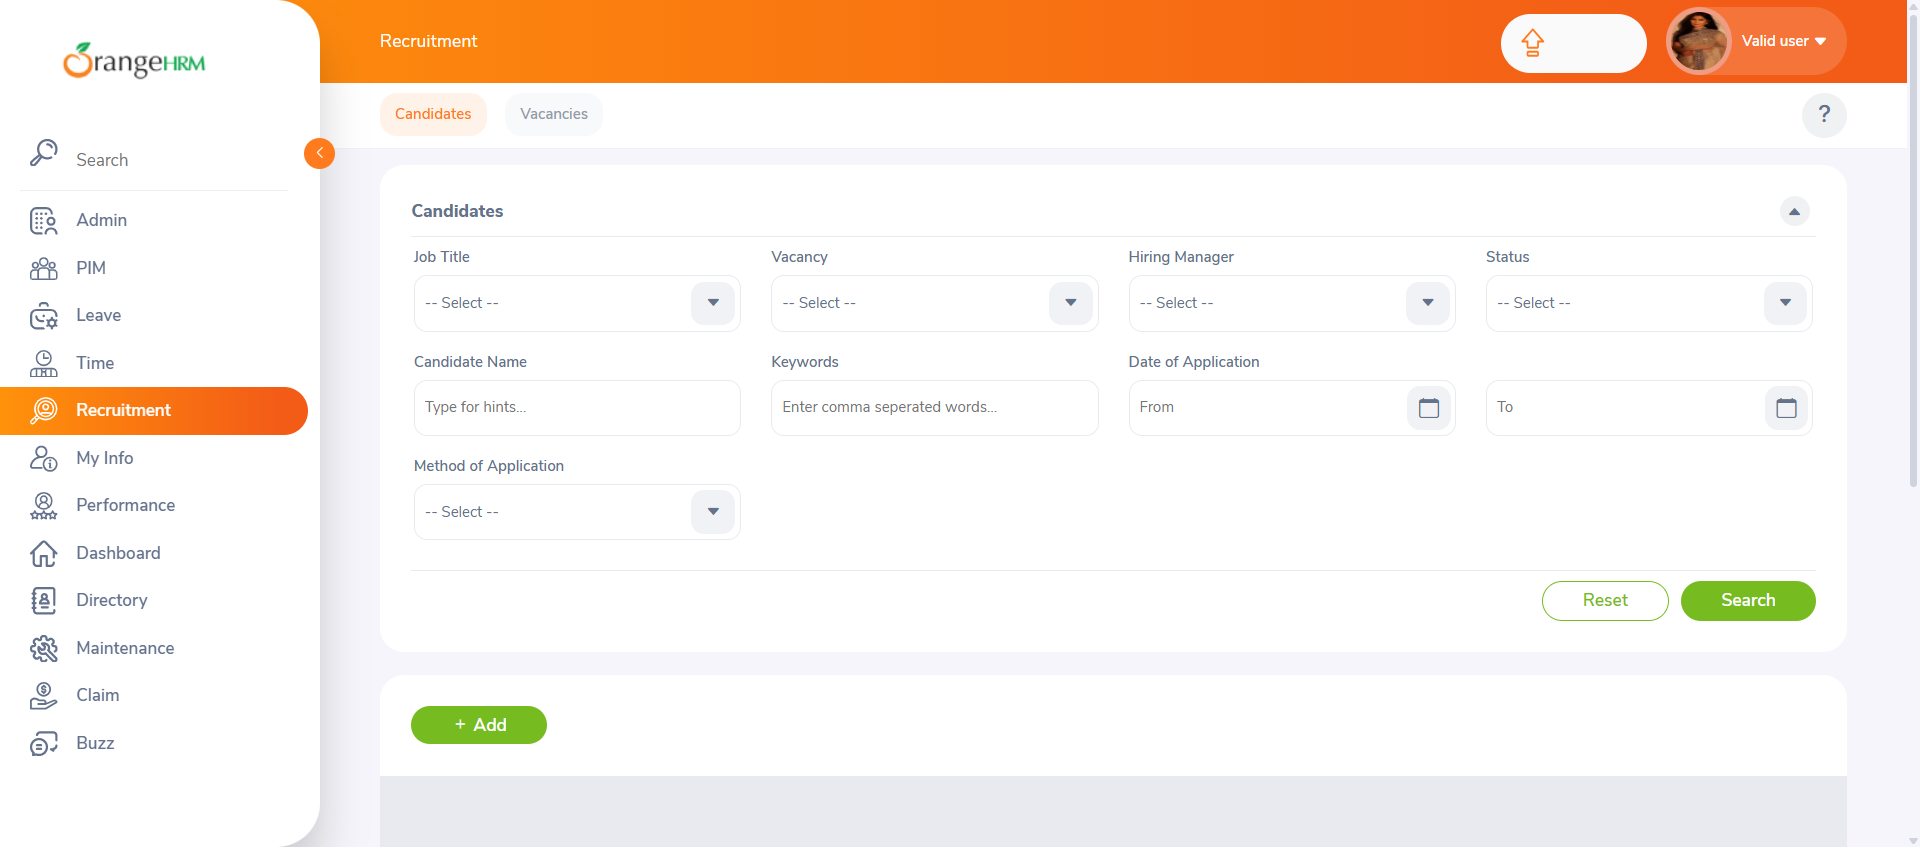 OrangeHRM
Search
Admin
PIM
Leave
Time
Recruitment
My Info
Performance
Dashboard
Directory
Maintenance
Claim
Buzz
Recruitment
Valid user
Candidates
Vacancies
?
Candidates
Job Title
Vacancy
Hiring Manager
Status
-- Select --
-- Select --
-- Select --
-- Select --
Candidate Name
Keywords
Date of Application
Type for hints...
Enter comma seperated words...
From
To
Method of Application
-- Select --
Reset
Search
+ Add